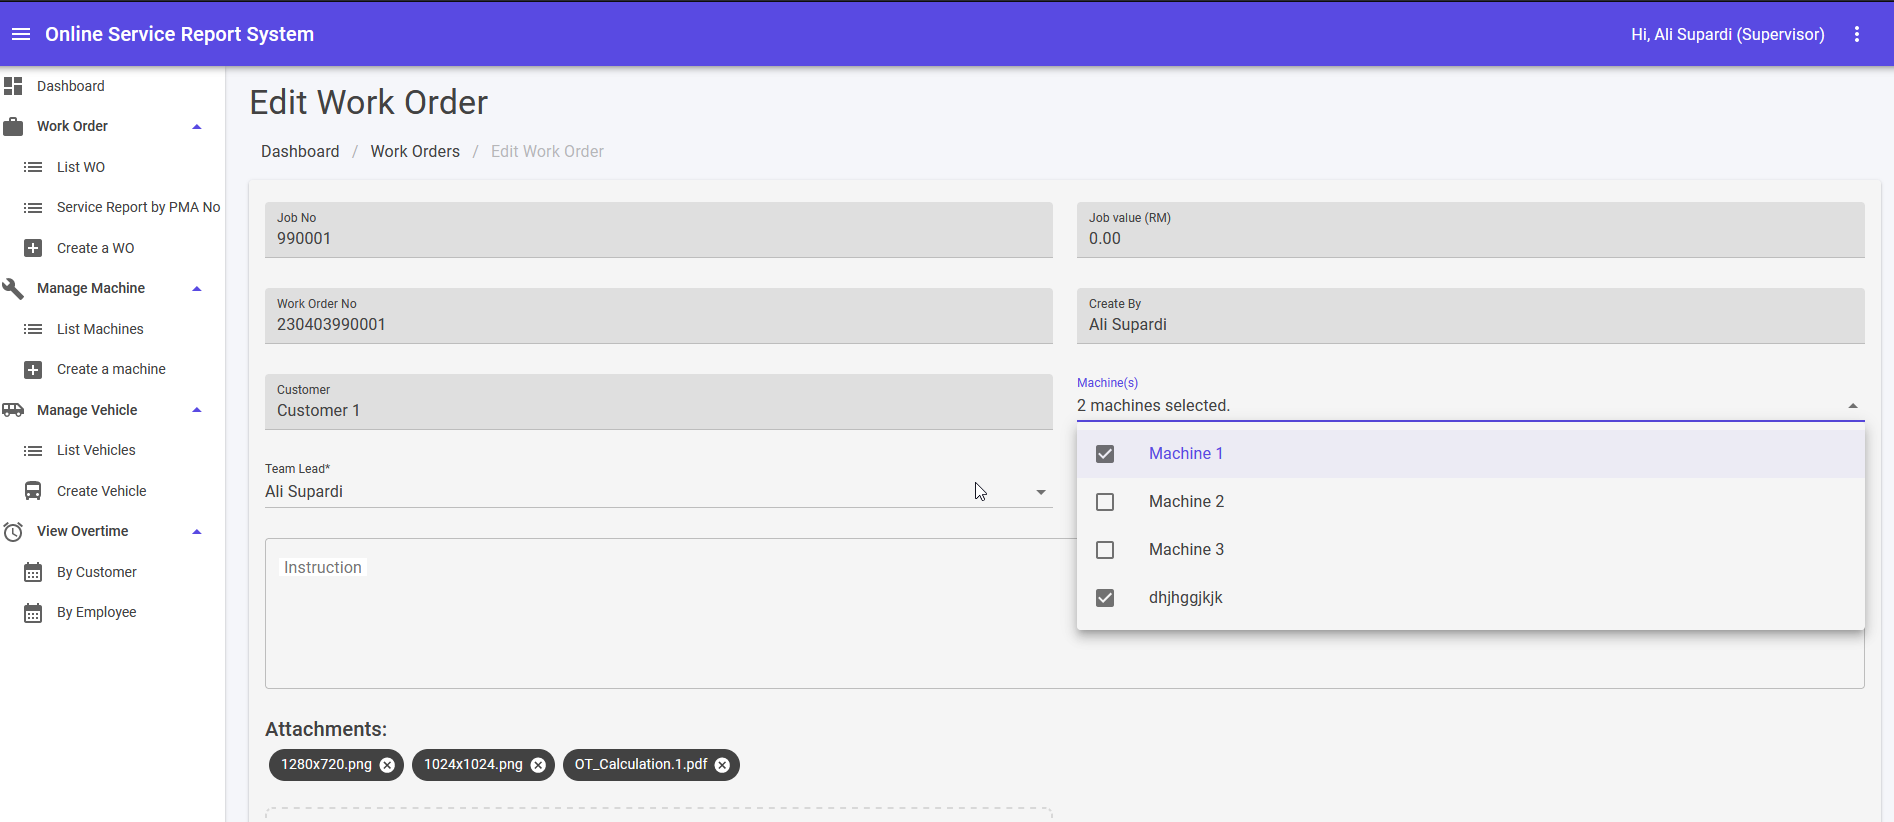 Online Service Report System
Hi, Ali Supardi (Supervisor)
Dashboard
Work Order
List WO
Service Report by PMA No
Create a WO
Manage Machine
List Machines
Create a machine
Manage Vehicle
List Vehicles
Create Vehicle
View Overtime
By Customer
By Employee
Edit Work Order
Dashboard / Work Orders / Edit Work Order
Job No
990001
Job value (RM)
0.00
Work Order No
230403990001
Create By
Ali Supardi
Customer
Customer 1
Machine(s)
2 machines selected.
Machine 1
Machine 2
Machine 3
dhjhggjkjk
Team Lead*
Ali Supardi
Instruction
Attachments:
1280x720.png
1024x1024.png
OT_Calculation.1.pdf